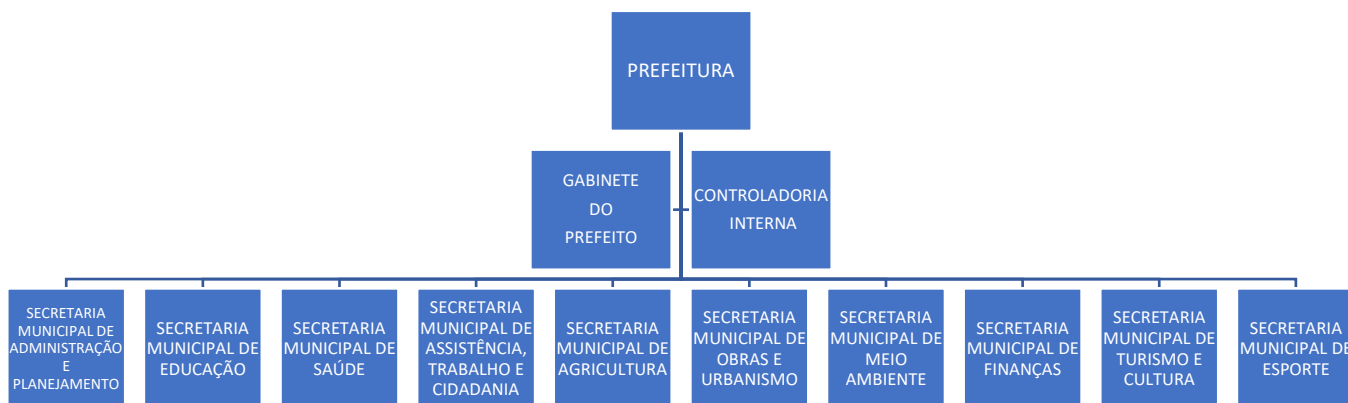 PREFEITURA
GABINETE
DO
PREFEITO
CONTROLADORIA
INTERNA
SECRETARIA
MUNICIPAL DE
ADMINISTRAÇÃO
E
PLANEJAMENTO
SECRETARIA
MUNICIPAL DE
EDUCAÇÃO
SECRETARIA
MUNICIPAL DE
SAÚDE
SECRETARIA
MUNICIPAL DE
ASSISTÊNCIA,
TRABALHO E
CIDADANIA
SECRETARIA
MUNICIPAL DE
AGRICULTURA
SECRETARIA
MUNICIPAL DE
OBRAS E
URBANISMO
SECRETARIA
MUNICIPAL DE
MEIO
AMBIENTE
SECRETARIA
MUNICIPAL DE
FINANÇAS
SECRETARIA
MUNICIPAL DE
TURISMO E
CULTURA
SECRETARIA
MUNICIPAL DE
ESPORTE